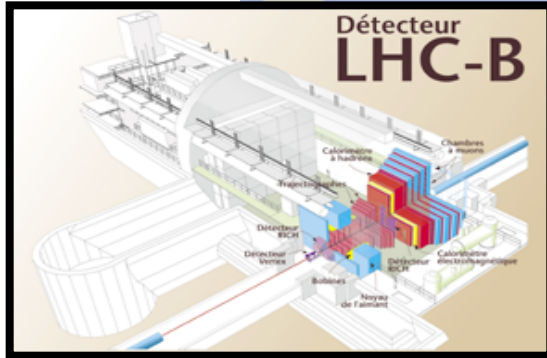 Détecteur
LHC-B
Chambres
à muons
Calorimètre
à hadrons
Trajectographes
Détecteur
RICH
Détecteur
Vertex
Bobines
Noyau
de l'aimant
Détecteur
RICH
Calorimètre
électromagnétique